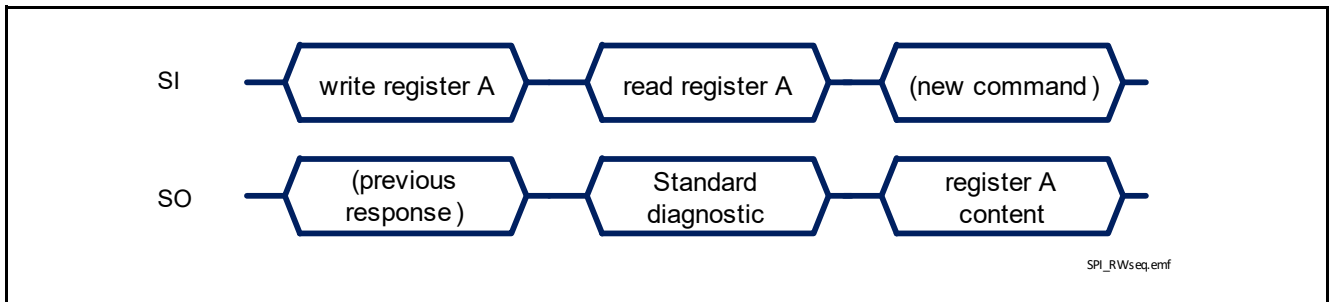 SI
write register A
read register A
(new command)
SO
(previous
response)
Standard
diagnostic
register A
content
SPI_RWseq.emf